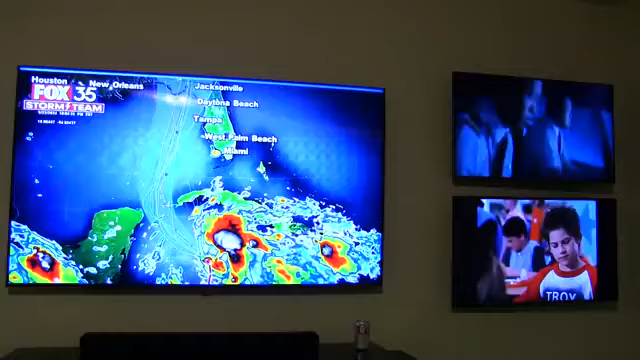 Houston
New Orleans
Jacksonville
FOX 35
STORM TEAM
Daytona Beach
Tampa
West Palm Beach
Miami
TROY